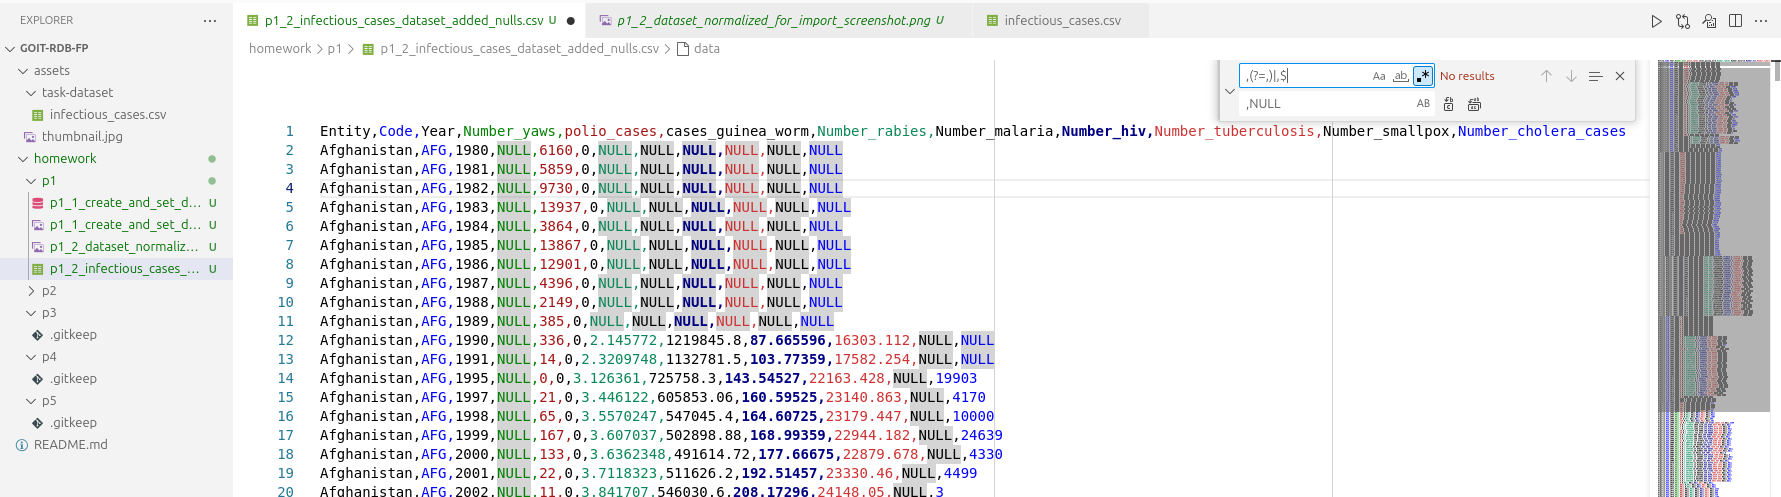 EXPLORER ···
GOIT-RDB-FP
assets
task-dataset
infectious_cases.csv
thumbnail.jpg
homework
p1
p1_1_create_and_set_d... U
p1_1_create_and_set_d... U
p1_2_dataset_normaliz... U
p1_2_infectious_cases_... U
p2
p3
.gitkeep
p4
.gitkeep
p5
.gitkeep
README.md
p1_2_infectious_cases_dataset_added_nulls.csv U ●
p1_2_dataset_normalized_for_import_screenshot.png U
infectious_cases.csv
homework > p1 > p1_2_infectious_cases_dataset_added_nulls.csv > data
,(?=,)|,$ Aa ab .* No results
,NULL AB
1 Entity,Code,Year,Number_yaws,polio_cases,cases_guinea_worm,Number_rabies,Number_malaria,Number_hiv,Number_tuberculosis,Number_smallpox,Number_cholera_cases
2 Afghanistan,AFG,1980,NULL,6160,0,NULL,NULL,NULL,NULL,NULL,NULL
3 Afghanistan,AFG,1981,NULL,5859,0,NULL,NULL,NULL,NULL,NULL,NULL
4 Afghanistan,AFG,1982,NULL,9730,0,NULL,NULL,NULL,NULL,NULL,NULL
5 Afghanistan,AFG,1983,NULL,13937,0,NULL,NULL,NULL,NULL,NULL,NULL
6 Afghanistan,AFG,1984,NULL,3864,0,NULL,NULL,NULL,NULL,NULL,NULL
7 Afghanistan,AFG,1985,NULL,13867,0,NULL,NULL,NULL,NULL,NULL,NULL
8 Afghanistan,AFG,1986,NULL,12901,0,NULL,NULL,NULL,NULL,NULL,NULL
9 Afghanistan,AFG,1987,NULL,4396,0,NULL,NULL,NULL,NULL,NULL,NULL
10 Afghanistan,AFG,1988,NULL,2149,0,NULL,NULL,NULL,NULL,NULL,NULL
11 Afghanistan,AFG,1989,NULL,385,0,NULL,NULL,NULL,NULL,NULL,NULL
12 Afghanistan,AFG,1990,NULL,336,0,2.145772,1219845.8,87.665596,16303.112,NULL,NULL
13 Afghanistan,AFG,1991,NULL,14,0,2.3209748,1132781.5,103.77359,17582.254,NULL,NULL
14 Afghanistan,AFG,1995,NULL,0,0,3.126361,725758.3,143.54527,22163.428,NULL,19903
15 Afghanistan,AFG,1997,NULL,21,0,3.446122,605853.06,160.59525,23140.863,NULL,4170
16 Afghanistan,AFG,1998,NULL,65,0,3.5570247,547045.4,164.60725,23179.447,NULL,10000
17 Afghanistan,AFG,1999,NULL,167,0,3.607037,502898.88,168.99359,22944.182,NULL,24639
18 Afghanistan,AFG,2000,NULL,133,0,3.6362348,491614.72,177.66675,22879.678,NULL,4330
19 Afghanistan,AFG,2001,NULL,22,0,3.7118323,511626.2,192.51457,23330.46,NULL,4499
20 Afghanistan,AFG,2002,NULL,11,0,3.841707,546030.6,208.17296,24148.05,NULL,3